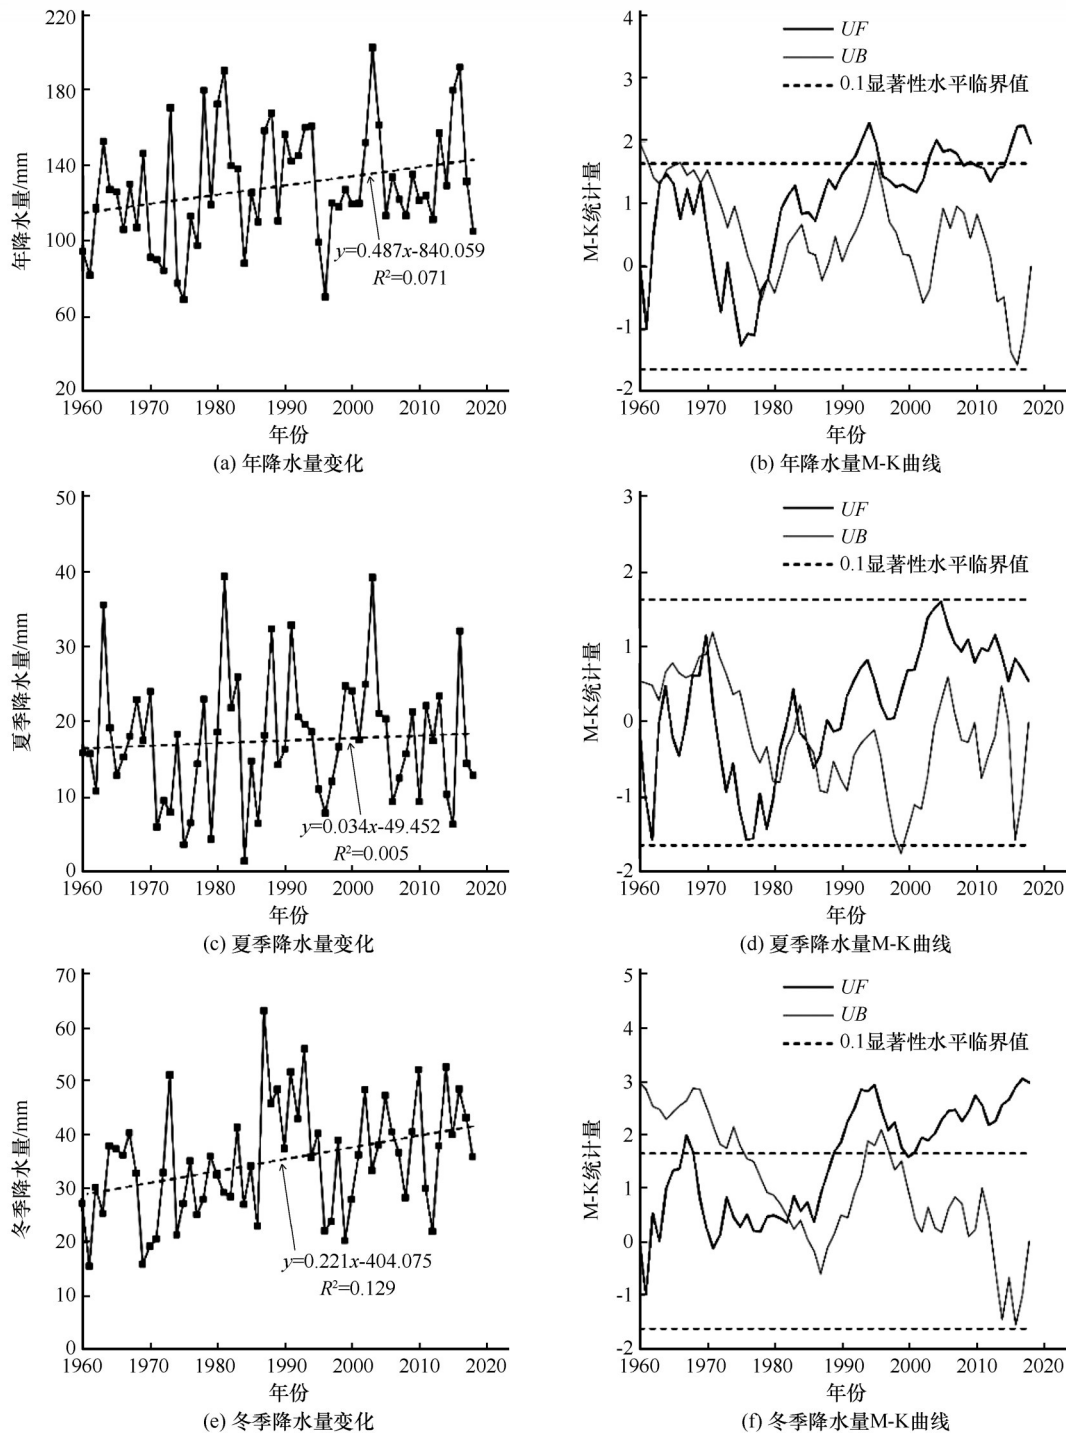 220
180
140
100
60
20
年降水量/mm
y=0.487x-840.059
R²=0.071
1960 1970 1980 1990 2000 2010 2020
年份
(a) 年降水量变化
4
3
2
1
0
-1
-2
M-K统计量
UF
UB
0.1显著性水平临界值
1960 1970 1980 1990 2000 2010 2020
年份
(b) 年降水量M-K曲线
50
40
30
20
10
0
夏季降水量/mm
y=0.034x-49.452
R²=0.005
1960 1970 1980 1990 2000 2010 2020
年份
(c) 夏季降水量变化
3
2
1
0
-1
-2
M-K统计量
UF
UB
0.1显著性水平临界值
1960 1970 1980 1990 2000 2010 2020
年份
(d) 夏季降水量M-K曲线
70
60
50
40
30
20
10
0
冬季降水量/mm
y=0.221x-404.075
R²=0.129
1960 1970 1980 1990 2000 2010 2020
年份
(e) 冬季降水量变化
5
4
3
2
1
0
-1
-2
M-K统计量
UF
UB
0.1显著性水平临界值
1960 1970 1980 1990 2000 2010 2020
年份
(f) 冬季降水量M-K曲线